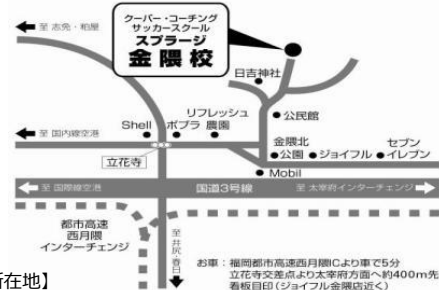 クーバー・コーチング
サッカースクール
スプラージ
金隈校
至 志免・粕屋
日吉神社
公民館
リフレッシュ
農園
Shell
ポプラ
至 国内線空港
立花寺
金隈北
公園
ジョイフル
セブン
イレブン
Mobil
至 国際線空港
国道3号線
至 太宰府インターチェンジ
都市高速
西月隈
インターチェンジ
至 井尻・春日
お車：福岡都市高速西月隈ICより車で5分
立花寺交差点より太宰府方面へ約400m先
看板目印(ジョイフル金隈店近く)
所在地】